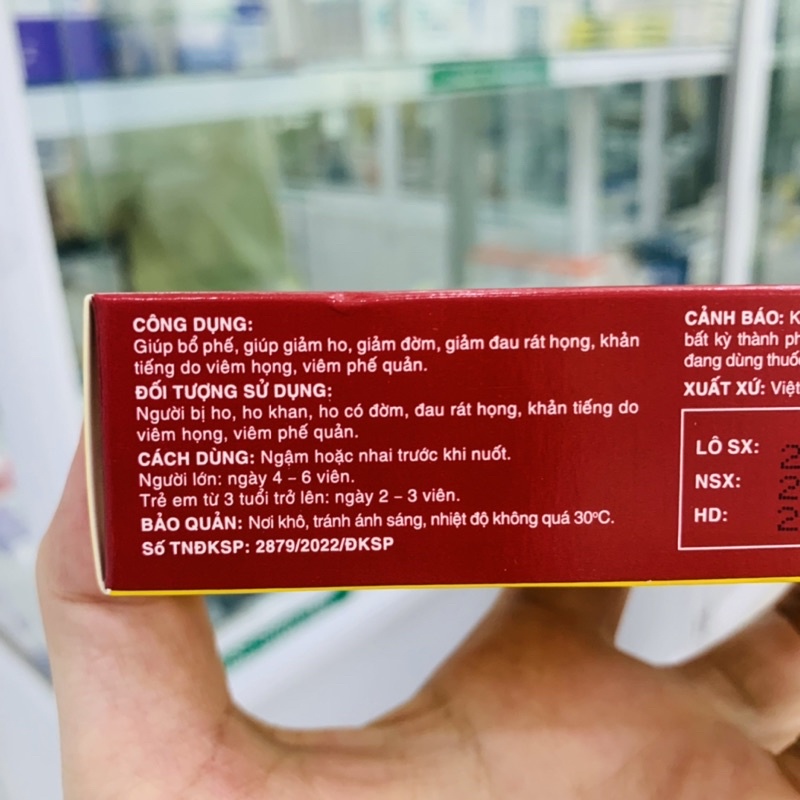 CÔNG DỤNG:
Giúp bổ phế, giúp giảm ho, giảm đờm, giảm đau rát họng, khản
tiếng do viêm họng, viêm phế quản.
ĐỐI TƯỢNG SỬ DỤNG:
Người bị ho, ho khan, ho có đờm, đau rát họng, khản tiếng do
viêm họng, viêm phế quản.
CÁCH DÙNG: Ngậm hoặc nhai trước khi nuốt.
Người lớn: ngày 4 – 6 viên.
Trẻ em từ 3 tuổi trở lên: ngày 2 – 3 viên.
BẢO QUẢN: Nơi khô, tránh ánh sáng, nhiệt độ không quá 30°C.
Số TNĐKSP: 2879/2022/ĐKSP
CẢNH BÁO:
bất kỳ thành
đang dùng
XUẤT XỨ: Việt
LÔ SX:
NSX:
HD: